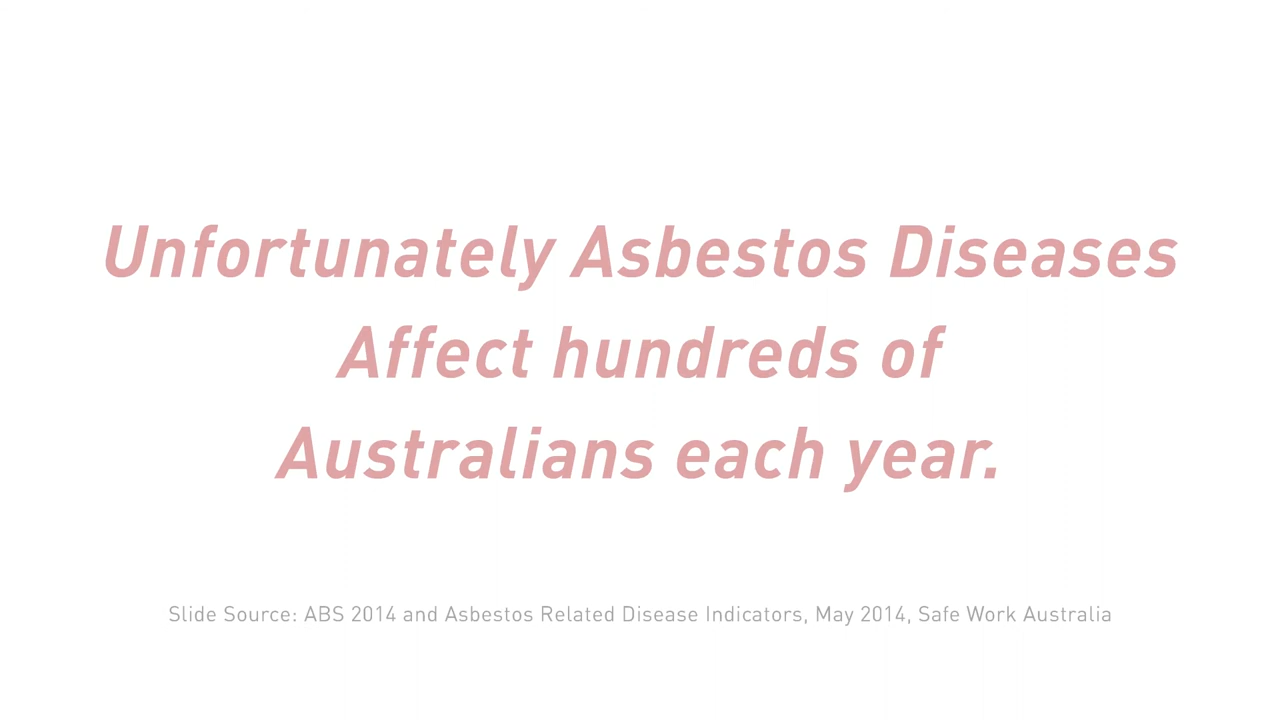 Unfortunately Asbestos Diseases
Affect hundreds of
Australians each year.
Slide Source: ABS 2014 and Asbestos Related Disease Indicators, May 2014, Safe Work Australia